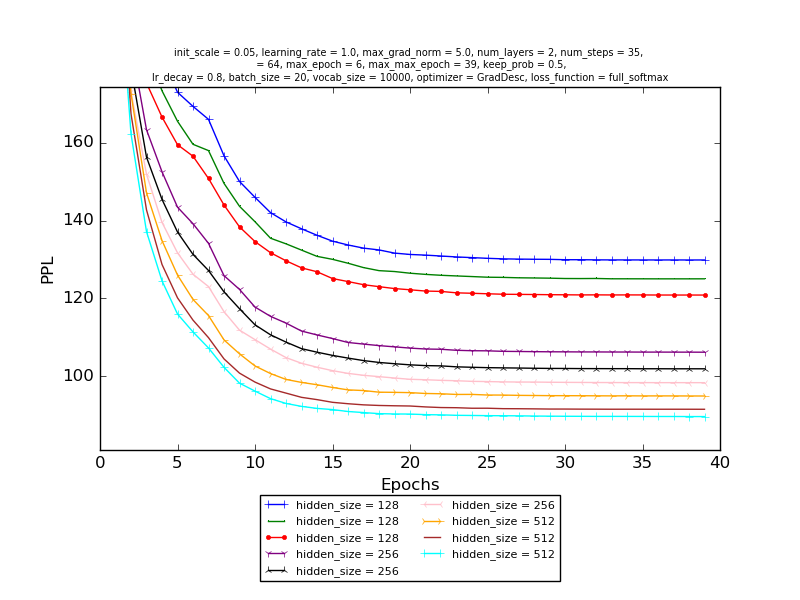 init_scale = 0.05, learning_rate = 1.0, max_grad_norm = 5.0, num_layers = 2, num_steps = 35,
= 64, max_epoch = 6, max_max_epoch = 39, keep_prob = 0.5,
lr_decay = 0.8, batch_size = 20, vocab_size = 10000, optimizer = GradDesc, loss_function = full_softmax
160
140
120
100
PPL
0 5 10 15 20 25 30 35 40
Epochs
hidden_size = 128
hidden_size = 128
hidden_size = 128
hidden_size = 256
hidden_size = 256
hidden_size = 256
hidden_size = 512
hidden_size = 512
hidden_size = 512